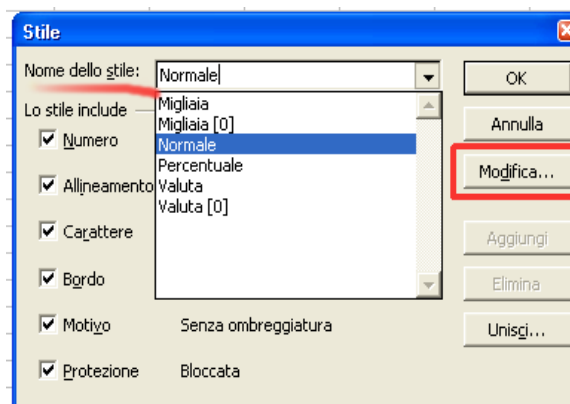 Stile
Nome dello stile: Normale
Lo stile include
Migliaia
Migliaia [0]
Normale
Percentuale
Valuta
Valuta [0]
Numero
Allineamento
Carattere
Bordo
Motivo Senza ombreggiatura
Protezione Bloccata
OK
Annulla
Modifica...
Aggiungi
Elimina
Unisci...